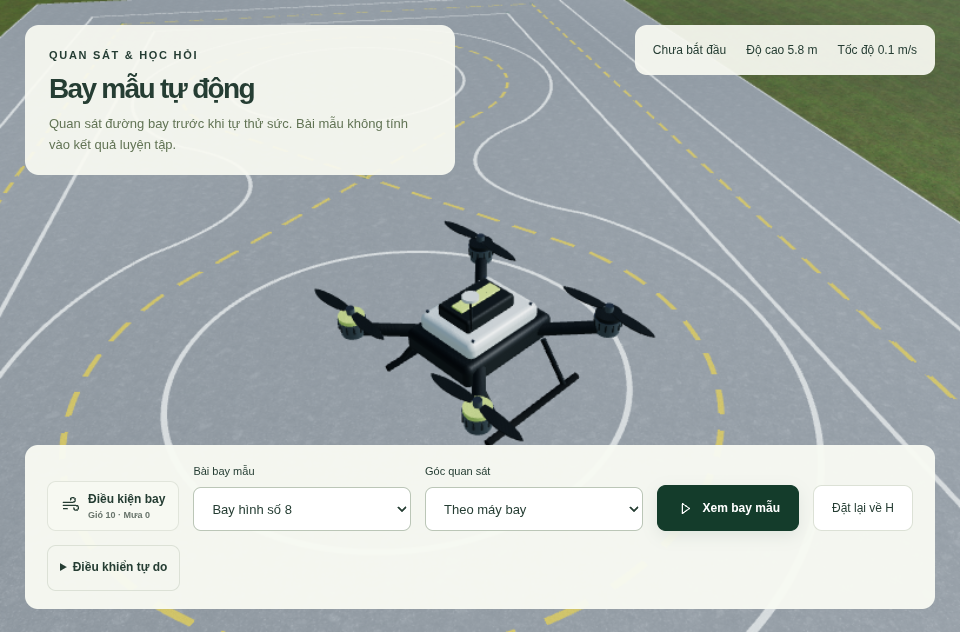 QUAN SÁT & HỌC HỎI
Bay mẫu tự động
Quan sát đường bay trước khi tự thử sức. Bài mẫu không tính
vào kết quả luyện tập.
Chưa bắt đầu Độ cao 5.8 m Tốc độ 0.1 m/s
Bài bay mẫu
Góc quan sát
Điều kiện bay
Gió 10 · Mưa 0
Bay hình số 8
Theo máy bay
Xem bay mẫu
Đặt lại về H
Điều khiển tự do